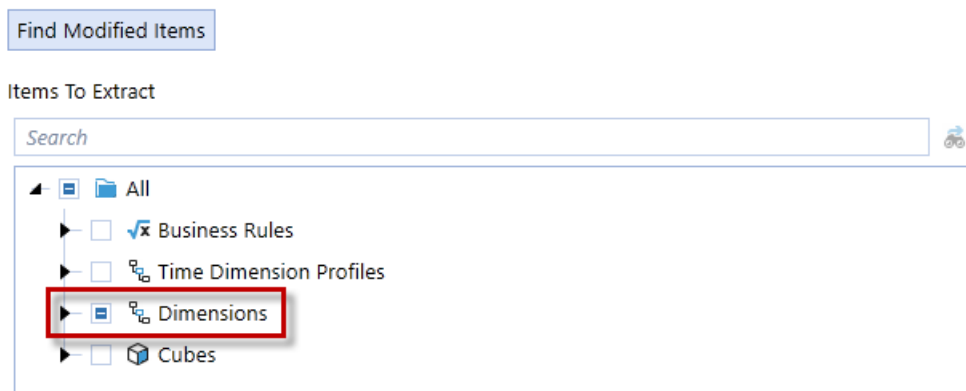 Find Modified Items
Items To Extract
Search
All
Business Rules
Time Dimension Profiles
Dimensions
Cubes